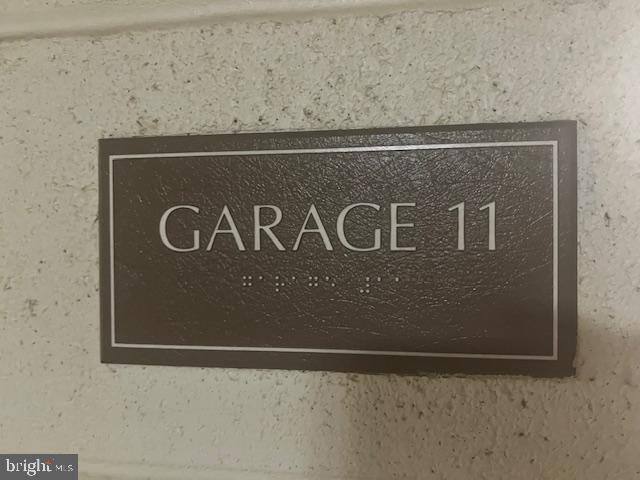 GARAGE 11
⠛⠁⠗⠁⠛⠑ ⠼⠁⠁
bright MLS